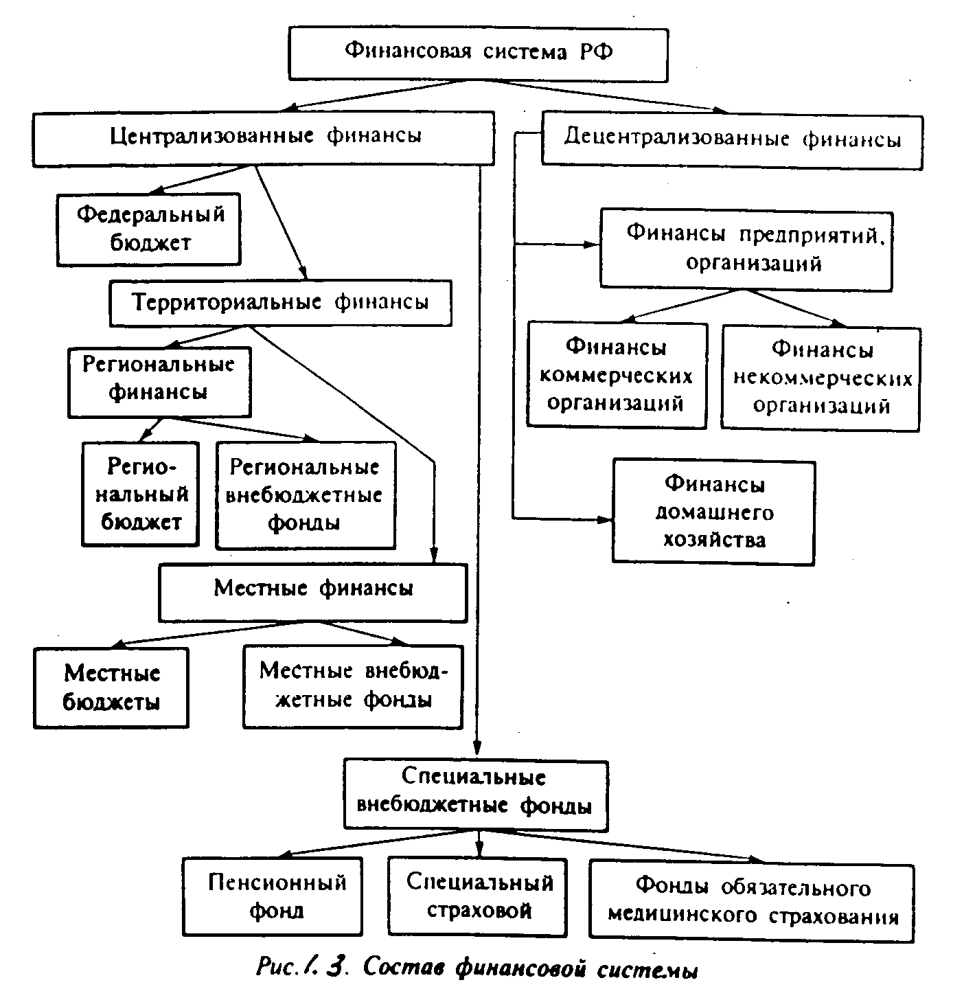 Финансовая система РФ
Централизованные финансы
Децентрализованные финансы
Федеральный
бюджет
Финансы предприятий,
организаций
Территориальные финансы
Региональные
финансы
Финансы
коммерческих
организаций
Финансы
некоммерческих
организаций
Регио-
нальный
бюджет
Региональные
внебюджетные
фонды
Финансы
домашнего
хозяйства
Местные финансы
Местные
бюджеты
Местные внебюд-
жетные фонды
Специальные
внебюджетные фонды
Пенсионный
фонд
Специальный
страховой
Фонды обязательного
медицинского страхования
Рис. 1.3. Состав финансовой системы